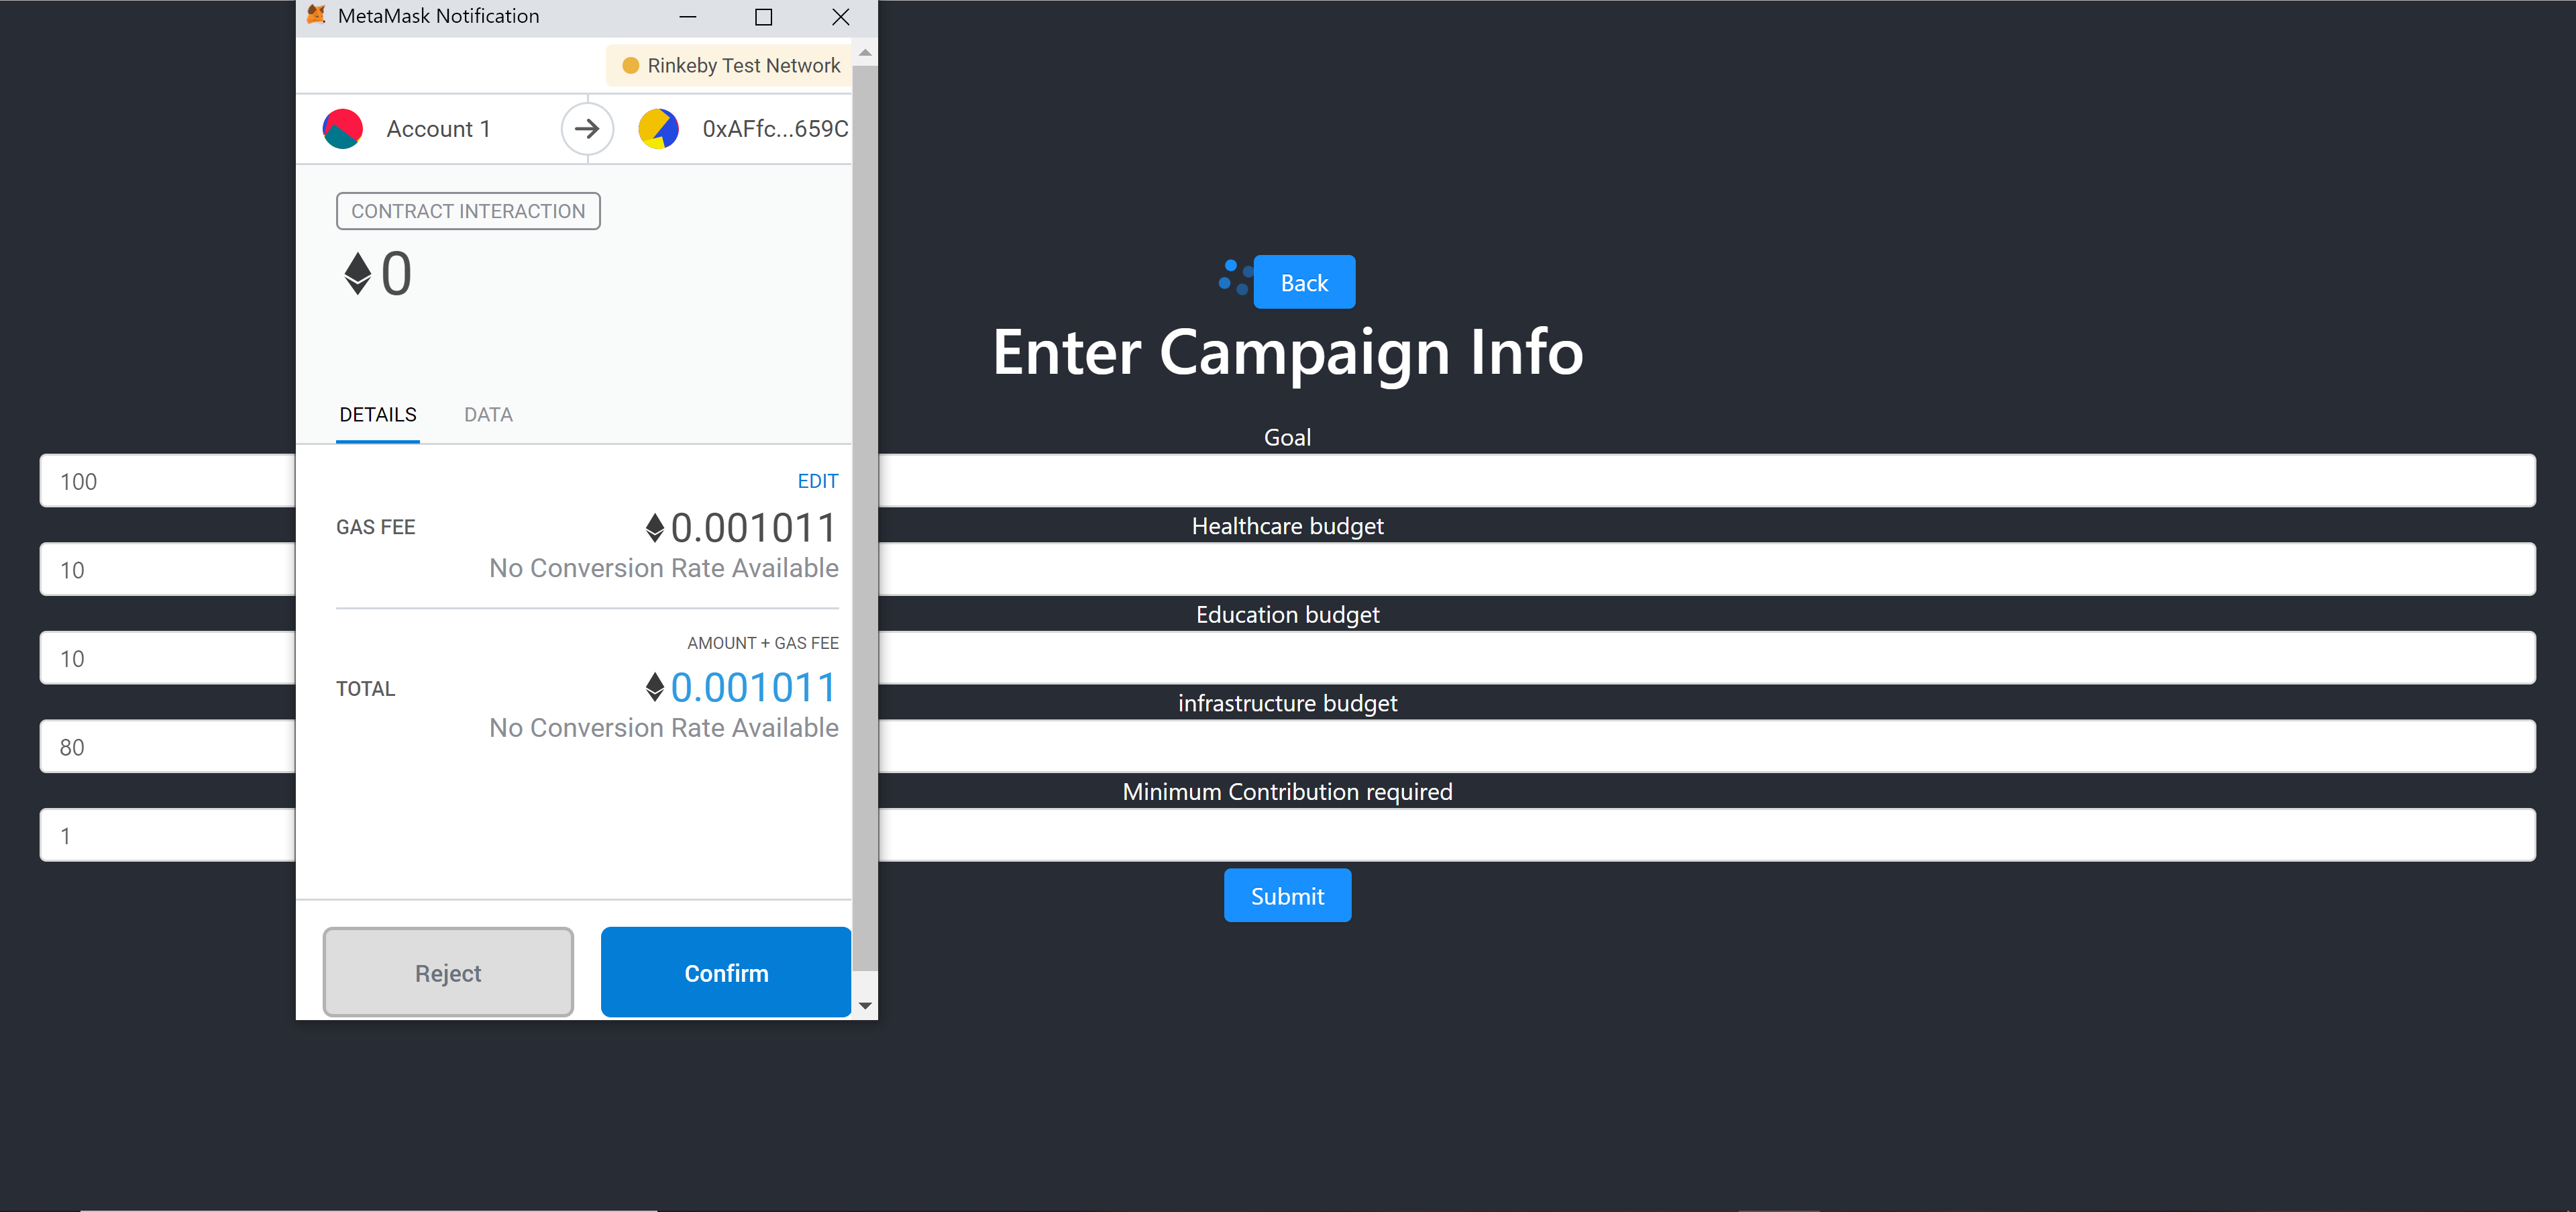 MetaMask Notification
Rinkeby Test Network
Account 1
0xAFfc...659C
CONTRACT INTERACTION
0
DETAILS
DATA
EDIT
GAS FEE
0.001011
No Conversion Rate Available
AMOUNT + GAS FEE
TOTAL
0.001011
No Conversion Rate Available
Reject
Confirm
Back
Enter Campaign Info
Goal
100
Healthcare budget
10
Education budget
10
infrastructure budget
80
Minimum Contribution required
1
Submit